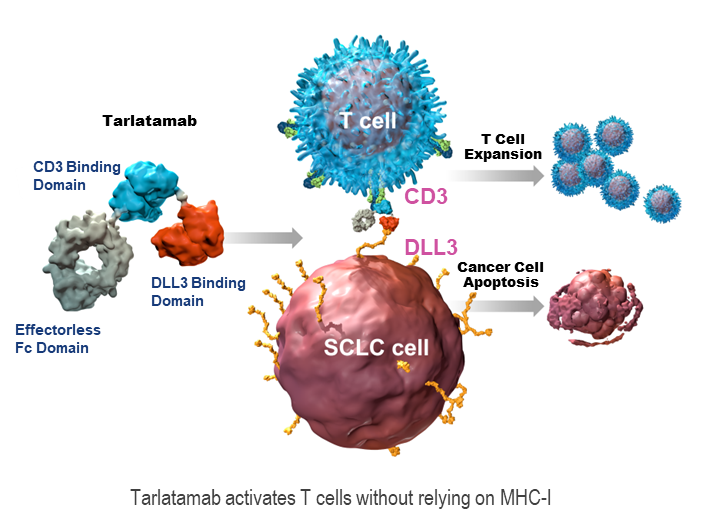 Tarlatamab
CD3 Binding
Domain
DLL3 Binding
Domain
Effectorless
Fc Domain
T cell
CD3
DLL3
SCLC cell
T Cell
Expansion
Cancer Cell
Apoptosis
Tarlatamab activates T cells without relying on MHC-I